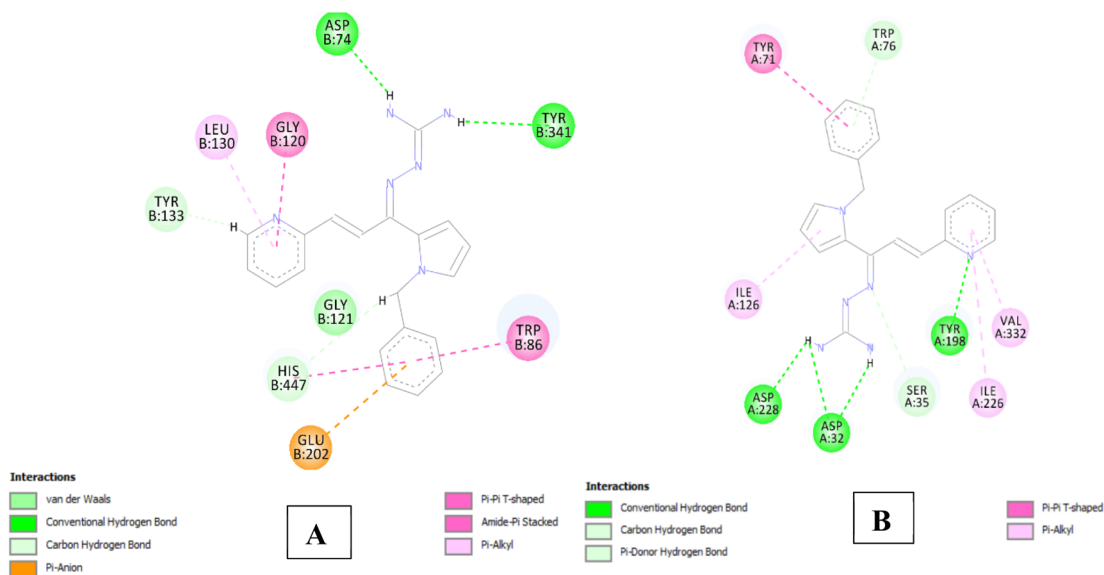 ASP
B:74
H
N
N
H
TYR
B:341
LEU
B:130
GLY
B:120
N
N
TYR
B:133
H
N
N
GLY
B:121
H
TRP
B:86
HIS
B:447
GLU
B:202
Interactions
van der Waals
Conventional Hydrogen Bond
Carbon Hydrogen Bond
Pi-Anion
Pi-Pi T-shaped
Amide-Pi Stacked
Pi-Alkyl
A
TYR
A:71
TRP
A:76
N
ILE
A:126
N
N
N
TYR
A:198
VAL
A:332
H
N
N
H
ASP
A:228
ASP
A:32
SER
A:35
ILE
A:226
Interactions
Conventional Hydrogen Bond
Carbon Hydrogen Bond
Pi-Donor Hydrogen Bond
Pi-Pi T-shaped
Pi-Alkyl
B